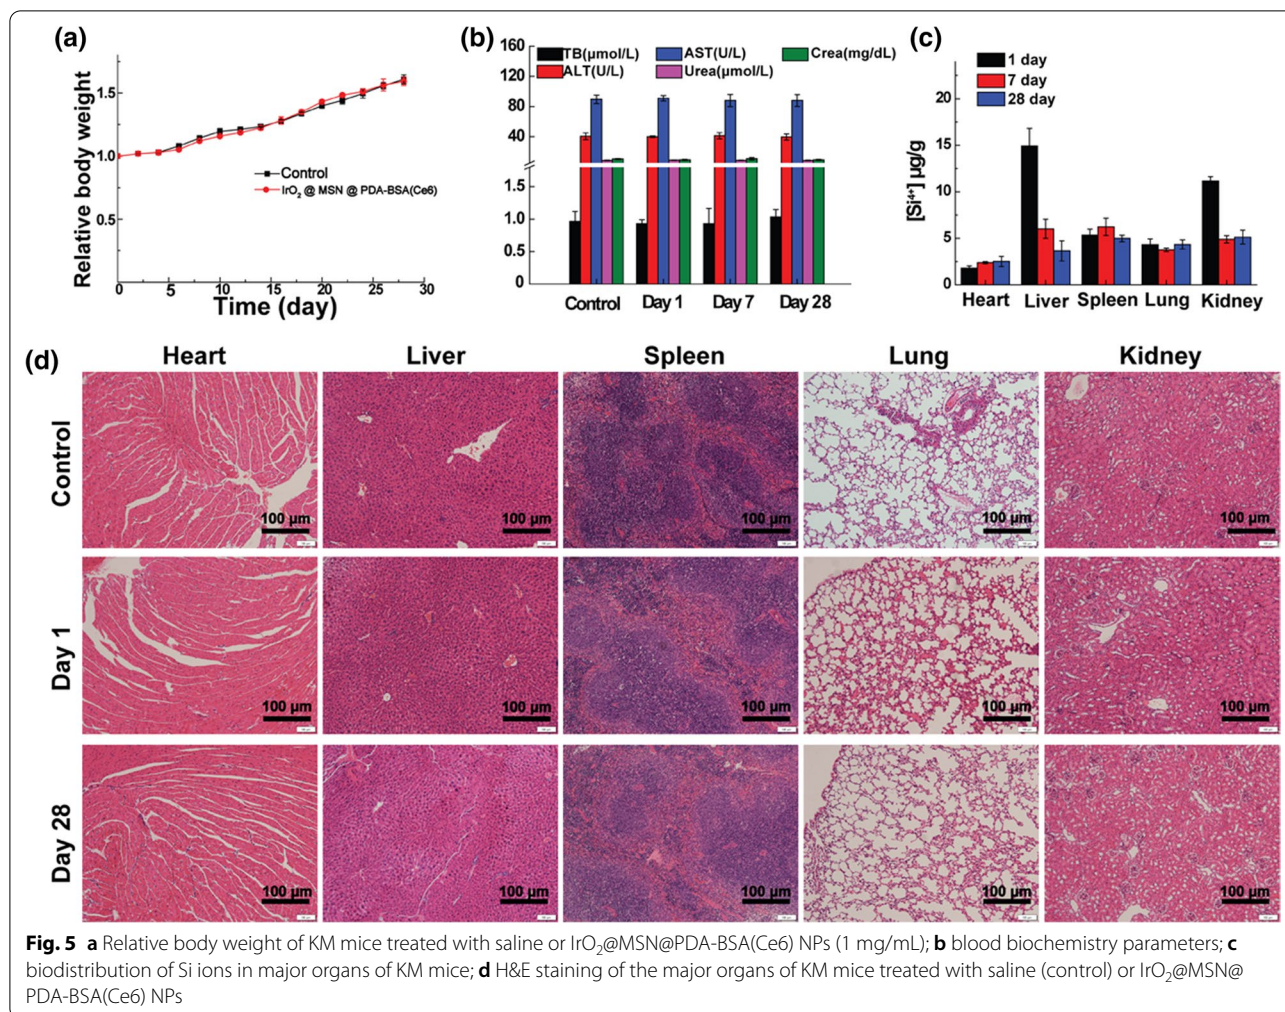 (a)
Relative body weight
1.5
1.0
0.5
Control
IrO₂ @ MSN @ PDA-BSA(Ce6)
0 5 10 15 20 25 30
Time (day)
(b)
TB(μmol/L) AST(U/L) Crea(mg/dL)
ALT(U/L) Urea(μmol/L)
160
120
80
40
1.5
1.0
0.5
0.0
Control Day 1 Day 7 Day 28
(c)
[Si⁴⁺] μg/g
1 day
7 day
28 day
20
15
10
5
0
Heart Liver Spleen Lung Kidney
(d)
Heart Liver Spleen Lung Kidney
Control
100 μm 100 μm 100 μm 100 μm 100 μm
Day 1
100 μm 100 μm 100 μm 100 μm 100 μm
Day 28
100 μm 100 μm 100 μm 100 μm 100 μm
Fig. 5 a Relative body weight of KM mice treated with saline or IrO₂@MSN@PDA-BSA(Ce6) NPs (1 mg/mL); b blood biochemistry parameters; c
biodistribution of Si ions in major organs of KM mice; d H&E staining of the major organs of KM mice treated with saline (control) or IrO₂@MSN@
PDA-BSA(Ce6) NPs